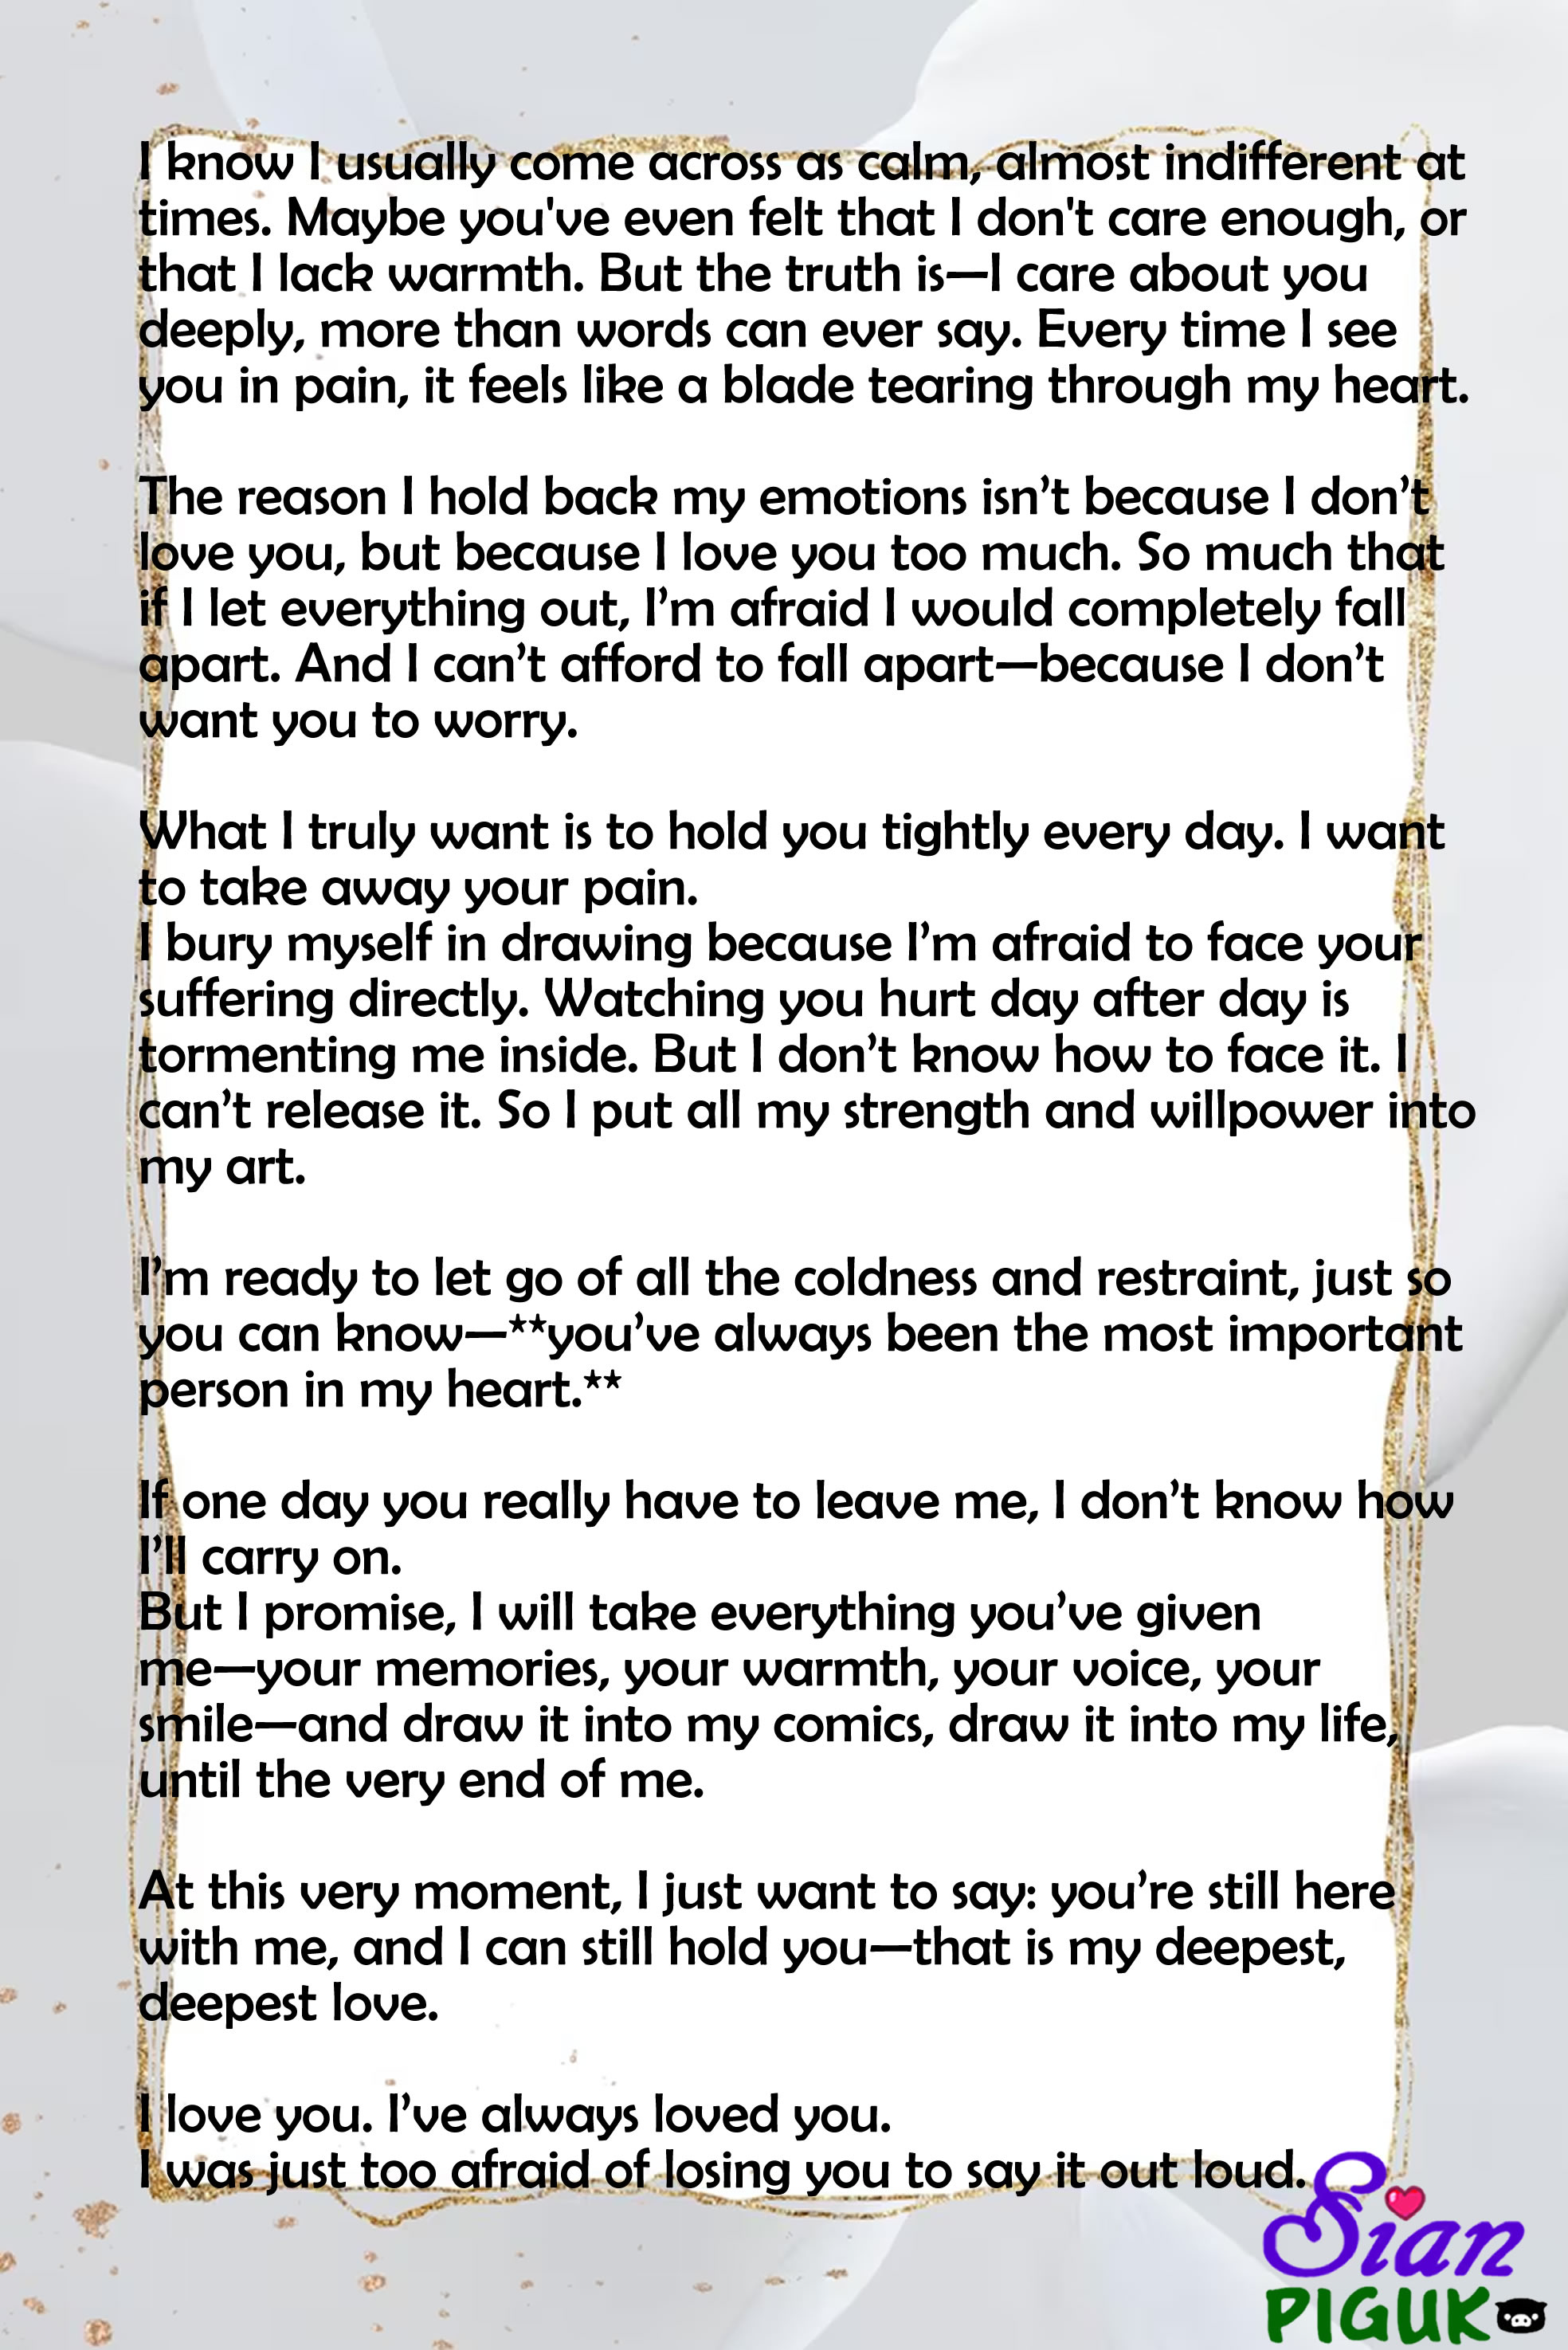 I know I usually come across as calm, almost indifferent at
times. Maybe you've even felt that I don't care enough, or
that I lack warmth. But the truth is—I care about you
deeply, more than words can ever say. Every time I see
you in pain, it feels like a blade tearing through my heart.
The reason I hold back my emotions isn’t because I don’t
love you, but because I love you too much. So much that
if I let everything out, I’m afraid I would completely fall
apart. And I can’t afford to fall apart—because I don’t
want you to worry.
What I truly want is to hold you tightly every day. I want
to take away your pain.
I bury myself in drawing because I’m afraid to face your
suffering directly. Watching you hurt day after day is
tormenting me inside. But I don’t know how to face it. I
can’t release it. So I put all my strength and willpower into
my art.
I’m ready to let go of all the coldness and restraint, just so
you can know—**you’ve always been the most important
person in my heart.**
If one day you really have to leave me, I don’t know how
I’ll carry on.
But I promise, I will take everything you’ve given
me—your memories, your warmth, your voice, your
smile—and draw it into my comics, draw it into my life,
until the very end of me.
At this very moment, I just want to say: you’re still here
with me, and I can still hold you—that is my deepest,
deepest love.
I love you. I’ve always loved you.
I was just too afraid of losing you to say it out loud.
Sian
PIGUK